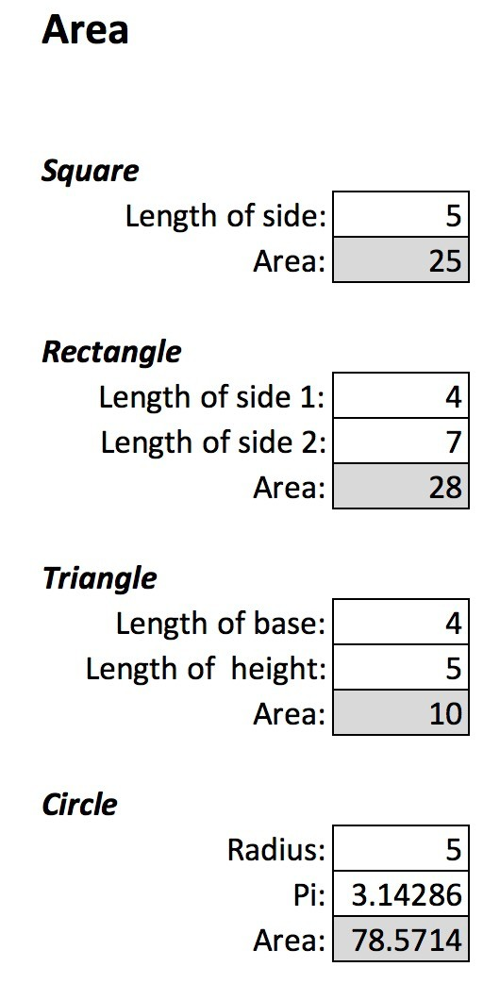 Area
Square
Length of side: 5
Area: 25
Rectangle
Length of side 1: 4
Length of side 2: 7
Area: 28
Triangle
Length of base: 4
Length of  height: 5
Area: 10
Circle
Radius: 5
Pi: 3.14286
Area: 78.5714